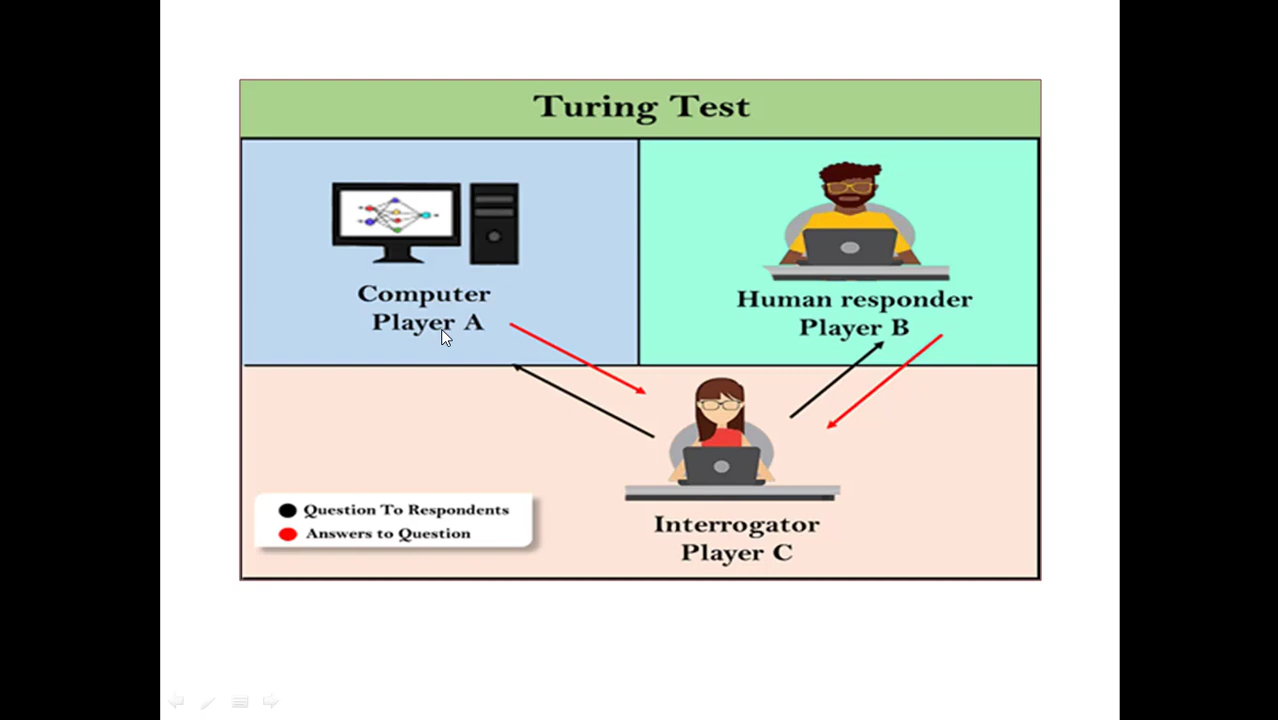 Turing Test
Computer
Player A
Human responder
Player B
Interrogator
Player C
Question To Respondents
Answers to Question